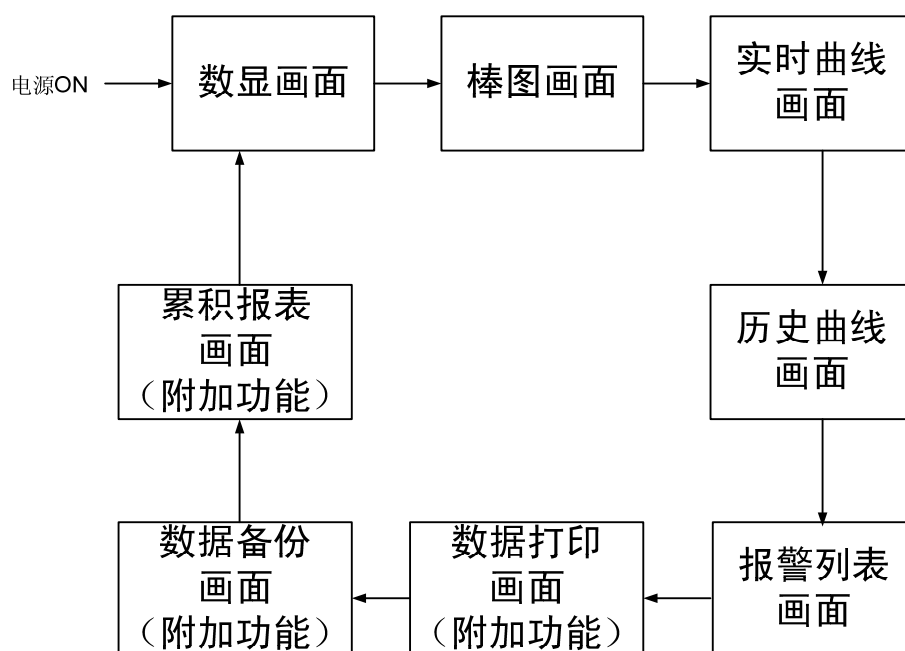 电源ON
数显画面
棒图画面
实时曲线
画面
累积报表
画面
（附加功能）
历史曲线
画面
数据备份
画面
（附加功能）
数据打印
画面
（附加功能）
报警列表
画面